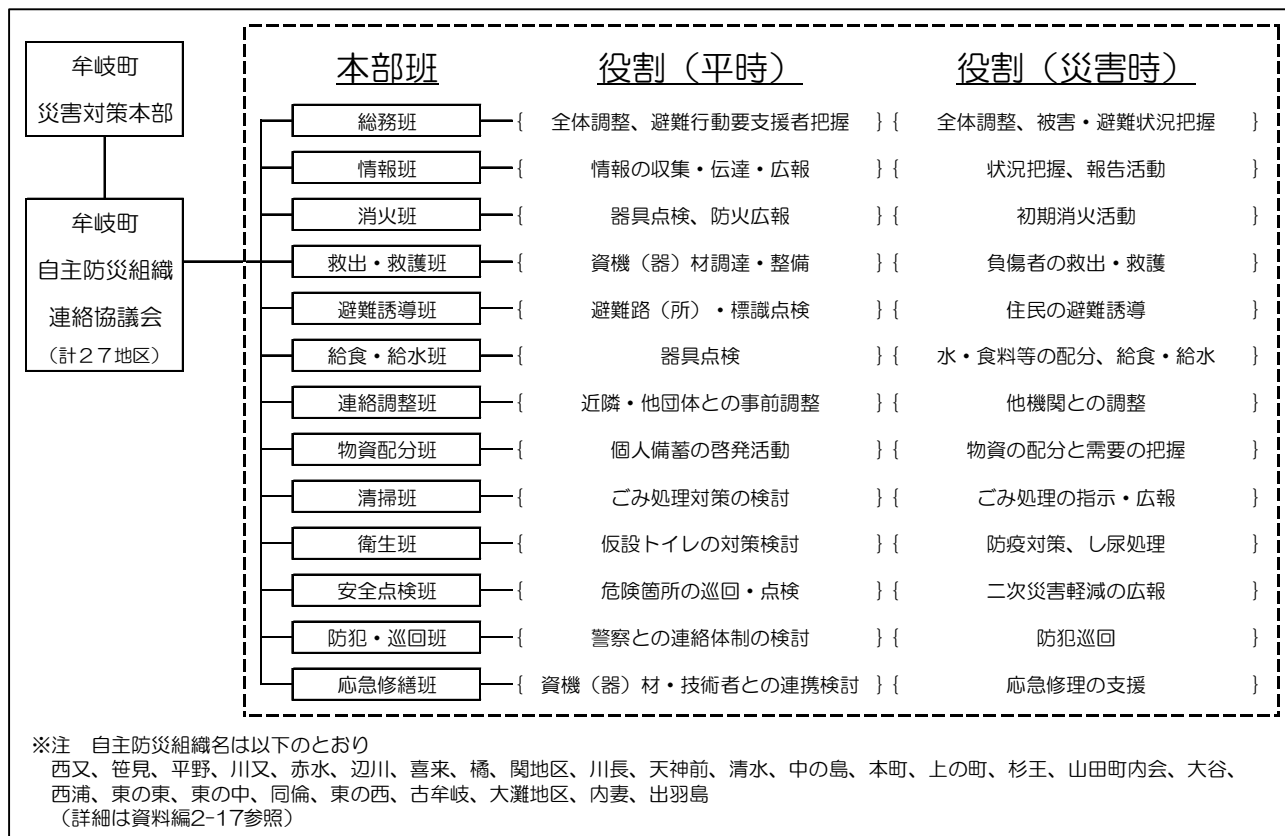 牟岐町
災害対策本部
牟岐町
自主防災組織
連絡協議会
（計２７地区）
本部班 役割（平時） 役割（災害時）
総務班 { 全体調整、避難行動要支援者把握 } { 全体調整、被害・避難状況把握 }
情報班 { 情報の収集・伝達・広報 } { 状況把握、報告活動 }
消火班 { 器具点検、防火広報 } { 初期消火活動 }
救出・救護班 { 資機（器）材調達・整備 } { 負傷者の救出・救護 }
避難誘導班 { 避難路（所）・標識点検 } { 住民の避難誘導 }
給食・給水班 { 器具点検 } { 水・食料等の配分、給食・給水 }
連絡調整班 { 近隣・他団体との事前調整 } { 他機関との調整 }
物資配分班 { 個人備蓄の啓発活動 } { 物資の配分と需要の把握 }
清掃班 { ごみ処理対策の検討 } { ごみ処理の指示・広報 }
衛生班 { 仮設トイレの対策検討 } { 防疫対策、し尿処理 }
安全点検班 { 危険箇所の巡回・点検 } { 二次災害軽減の広報 }
防犯・巡回班 { 警察との連絡体制の検討 } { 防犯巡回 }
応急修繕班 { 資機（器）材・技術者との連携検討 } { 応急修理の支援 }
※注　自主防災組織名は以下のとおり
西又、笹見、平野、川又、赤水、辺川、喜来、橘、関地区、川長、天神前、清水、中の島、本町、上の町、杉王、山田町内会、大谷、
西浦、東の東、東の中、同倫、東の西、古牟岐、大灘地区、内妻、出羽島
（詳細は資料編2-17参照）